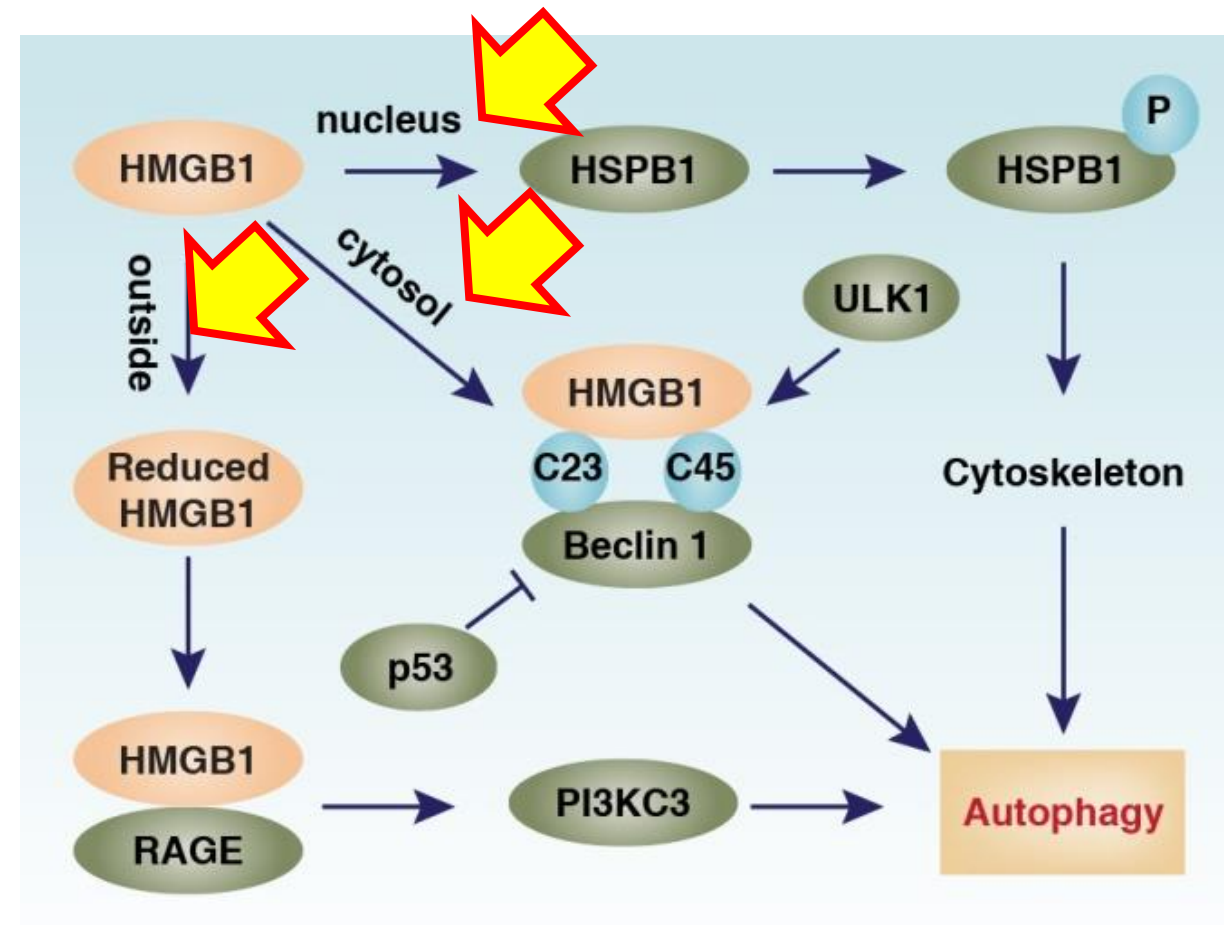 nucleus
P
HMGB1
HSPB1
HSPB1
outside
cytosol
ULK1
HMGB1
C23
C45
Reduced
HMGB1
Cytoskeleton
Beclin 1
p53
HMGB1
PI3KC3
Autophagy
RAGE